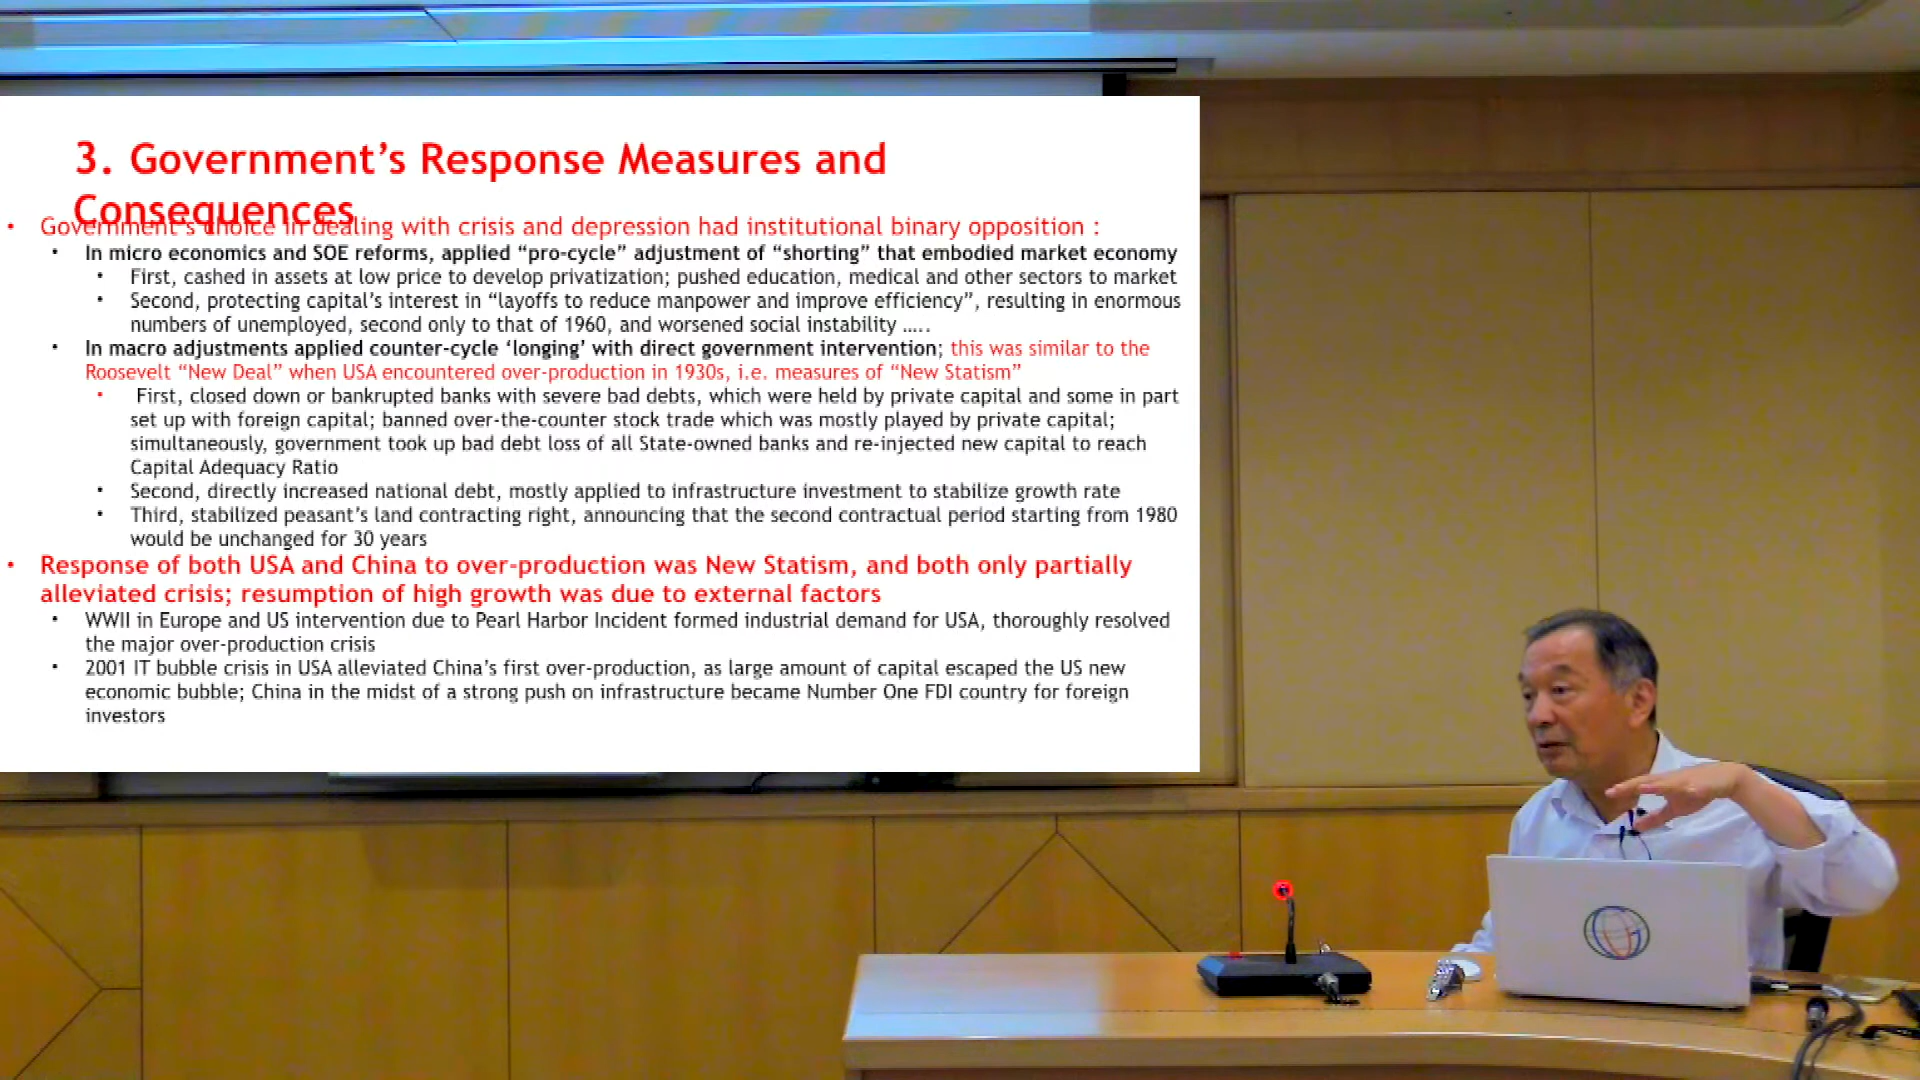 3. Government’s Response Measures and
Consequences
• Government’s choice in dealing with crisis and depression had institutional binary opposition :
• In micro economics and SOE reforms, applied “pro-cycle” adjustment of “shorting” that embodied market economy
• First, cashed in assets at low price to develop privatization; pushed education, medical and other sectors to market
• Second, protecting capital’s interest in “layoffs to reduce manpower and improve efficiency”, resulting in enormous
numbers of unemployed, second only to that of 1960, and worsened social instability …..
• In macro adjustments applied counter-cycle ‘longing’ with direct government intervention; this was similar to the
Roosevelt “New Deal” when USA encountered over-production in 1930s, i.e. measures of “New Statism”
• First, closed down or bankrupted banks with severe bad debts, which were held by private capital and some in part
set up with foreign capital; banned over-the-counter stock trade which was mostly played by private capital;
simultaneously, government took up bad debt loss of all State-owned banks and re-injected new capital to reach
Capital Adequacy Ratio
• Second, directly increased national debt, mostly applied to infrastructure investment to stabilize growth rate
• Third, stabilized peasant’s land contracting right, announcing that the second contractual period starting from 1980
would be unchanged for 30 years
• Response of both USA and China to over-production was New Statism, and both only partially
alleviated crisis; resumption of high growth was due to external factors
• WWII in Europe and US intervention due to Pearl Harbor Incident formed industrial demand for USA, thoroughly resolved
the major over-production crisis
• 2001 IT bubble crisis in USA alleviated China’s first over-production, as large amount of capital escaped the US new
economic bubble; China in the midst of a strong push on infrastructure became Number One FDI country for foreign
investors